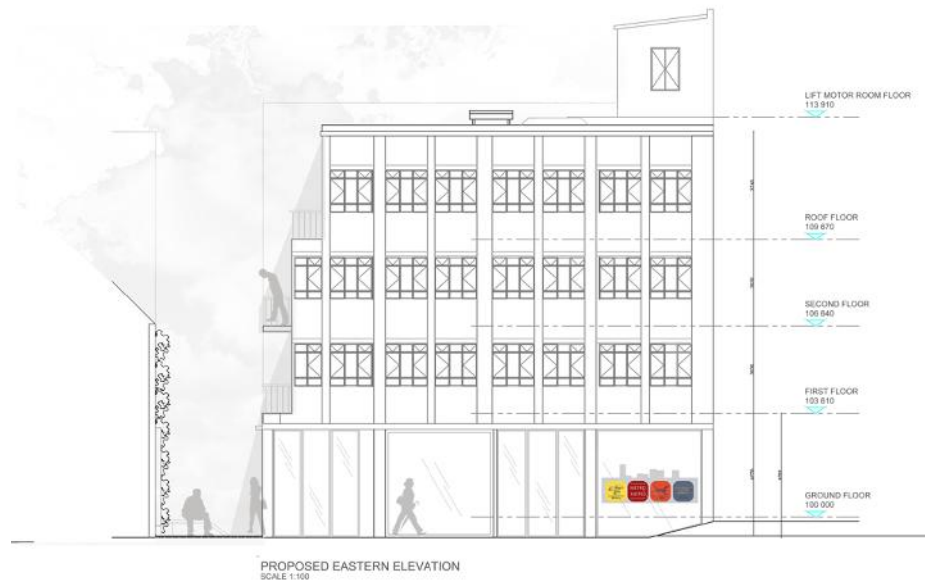 LIFT MOTOR ROOM FLOOR
113 910
ROOF FLOOR
109 670
SECOND FLOOR
106 640
FIRST FLOOR
103 610
GROUND FLOOR
100 000
PROPOSED EASTERN ELEVATION
SCALE 1:100